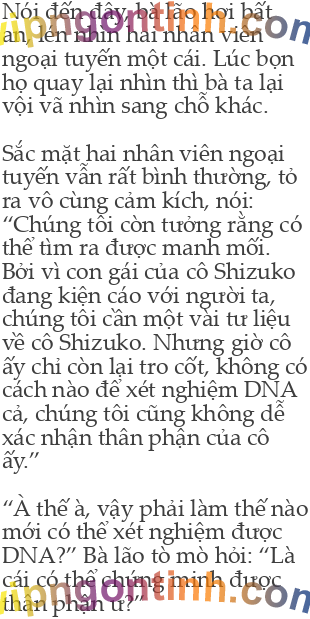 Nói đến đây, bà lão hơi bất
an, lén nhìn hai nhân viên
ngoại tuyến một cái. Lúc bọn
họ quay lại nhìn thì bà ta lại
vội vã nhìn sang chỗ khác.
Sắc mặt hai nhân viên ngoại
tuyến vẫn rất bình thường, tỏ
ra vô cùng cảm kích, nói:
“Chúng tôi còn tưởng rằng có
thể tìm ra được manh mối.
Bởi vì con gái của cô Shizuko
đang kiện cáo với người ta,
chúng tôi cần một vài tư liệu
về cô Shizuko. Nhưng giờ cô
ấy chỉ còn lại tro cốt, không có
cách nào để xét nghiệm DNA
cả, chúng tôi cũng không dễ
xác nhận thân phận của cô
ấy.”
“À thế à, vậy phải làm thế nào
mới có thể xét nghiệm được
DNA?” Bà lão tò mò hỏi: “Là
cái có thể chứng minh được
thân phận ư?”
vipngontinh.com
vipngontinh.com